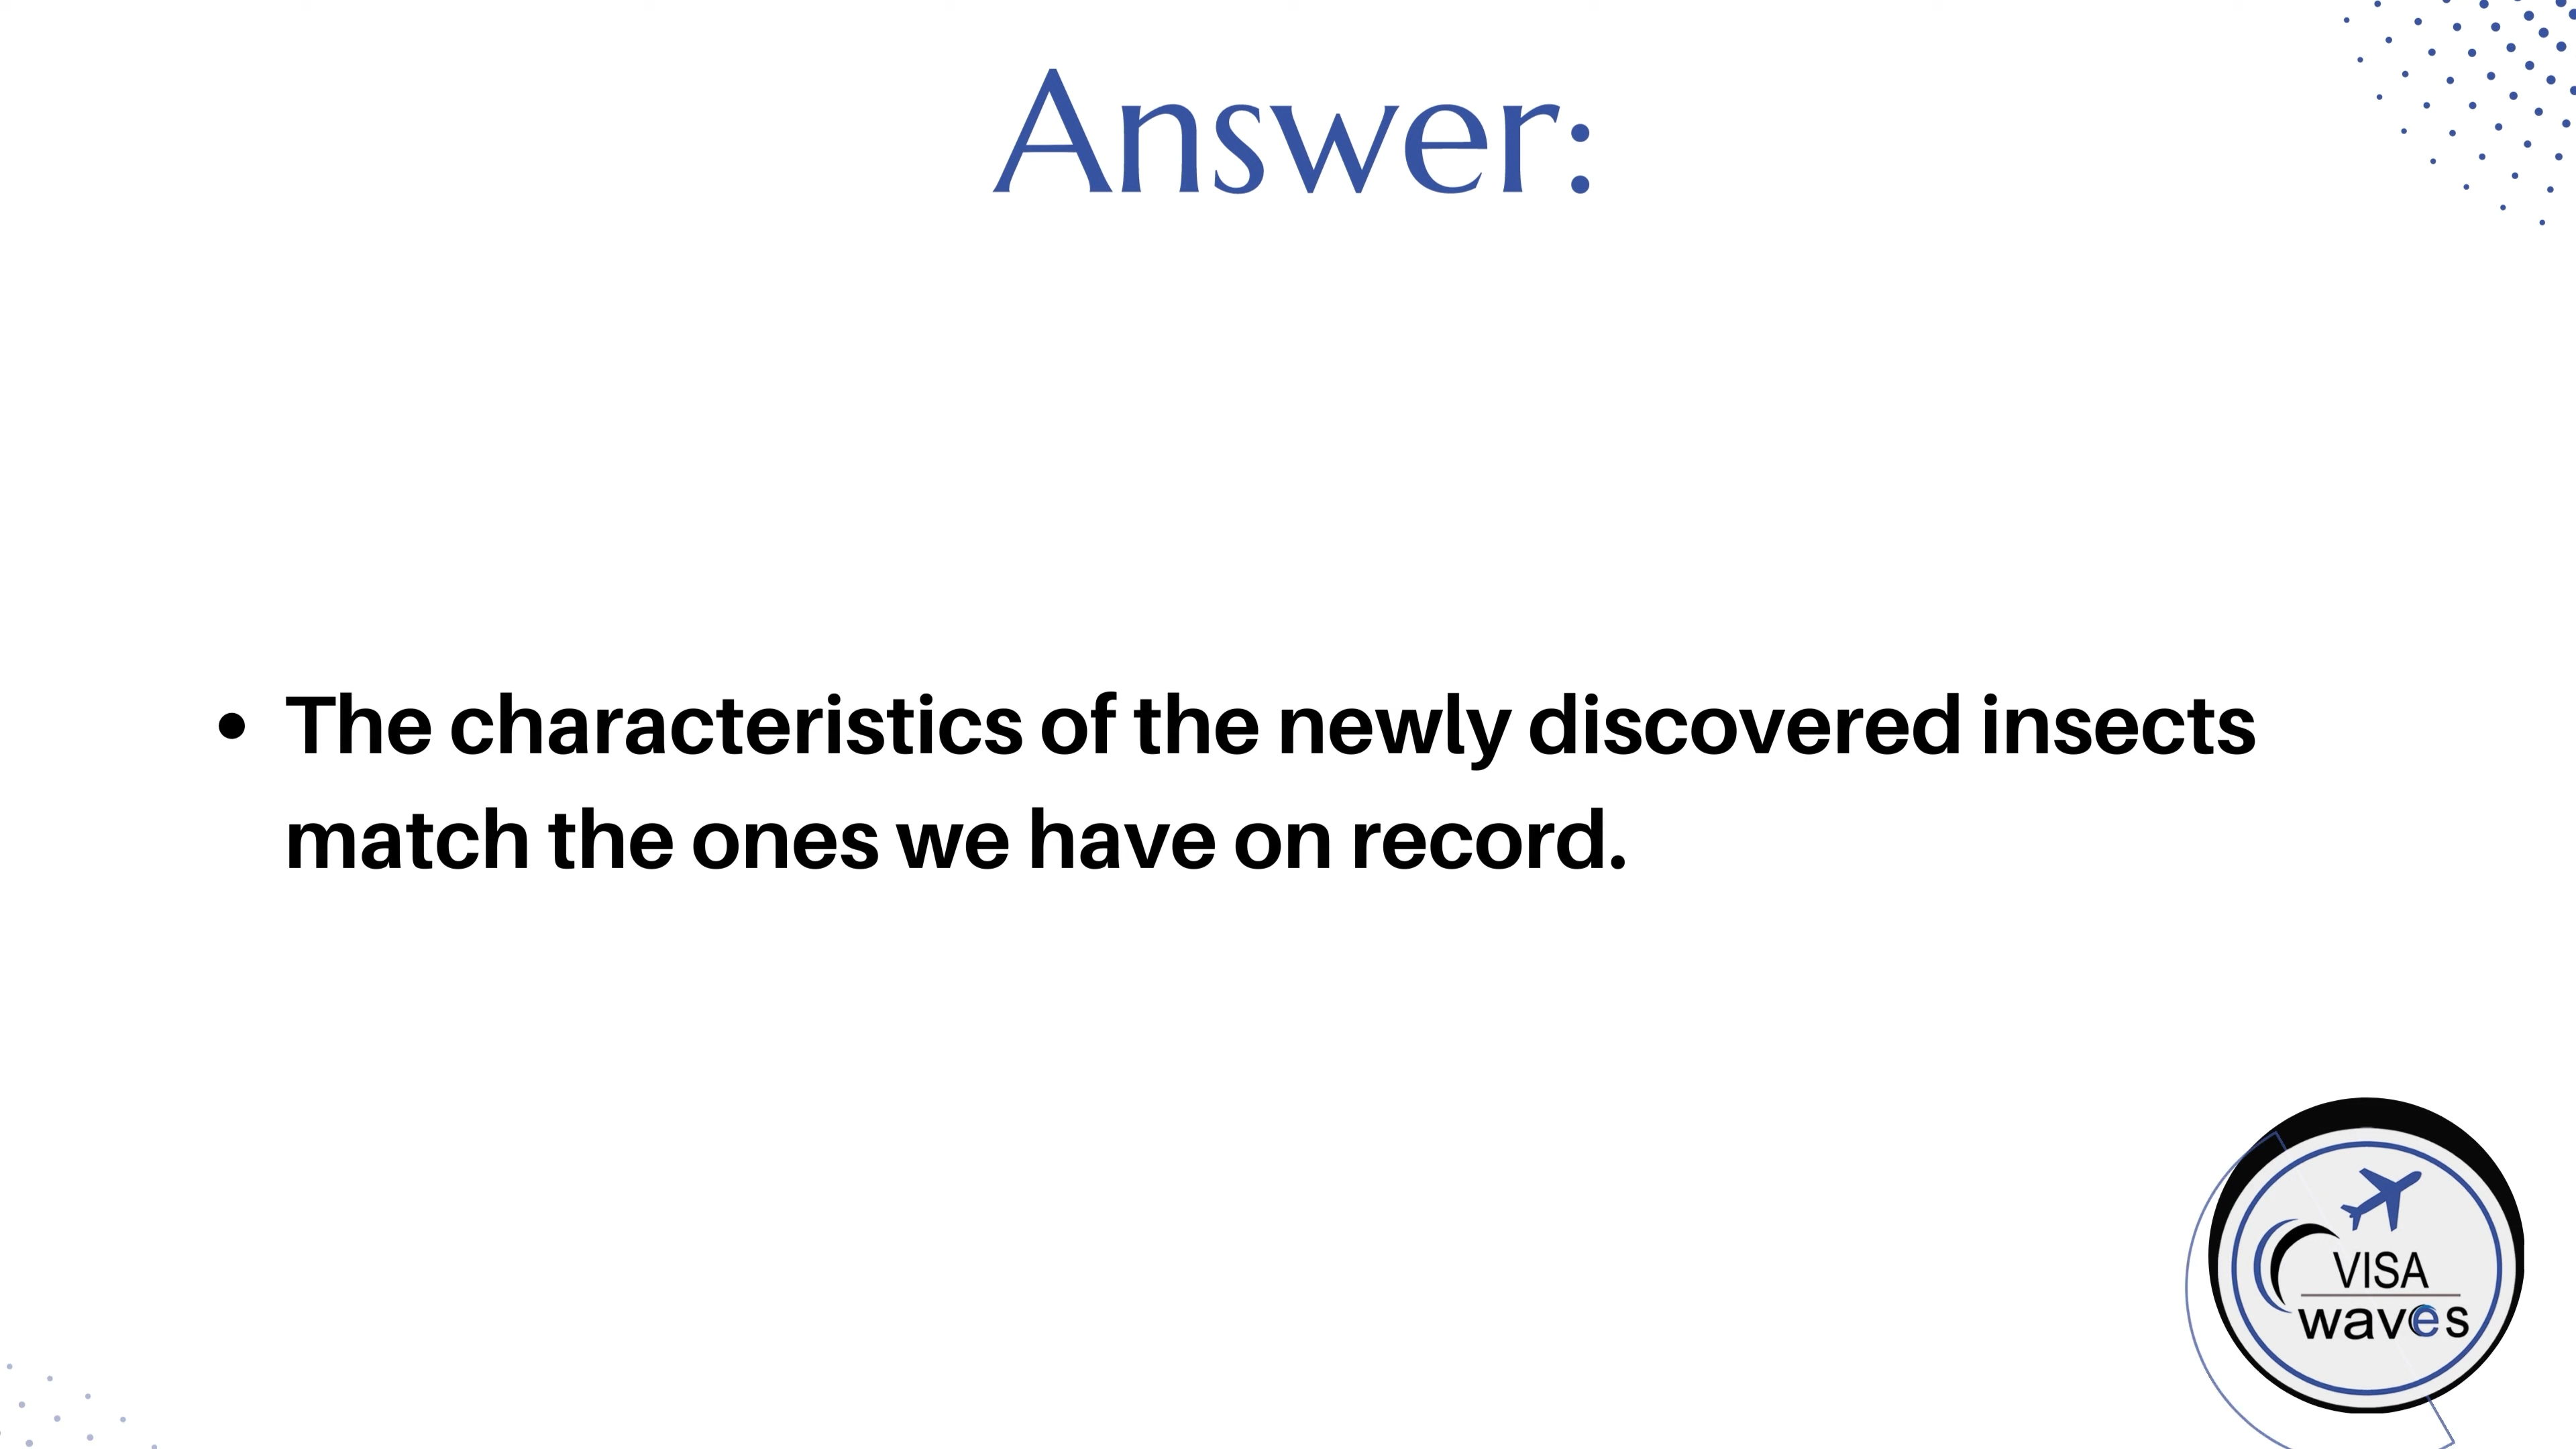 Answer:
• The characteristics of the newly discovered insects
match the ones we have on record.
VISA
waves